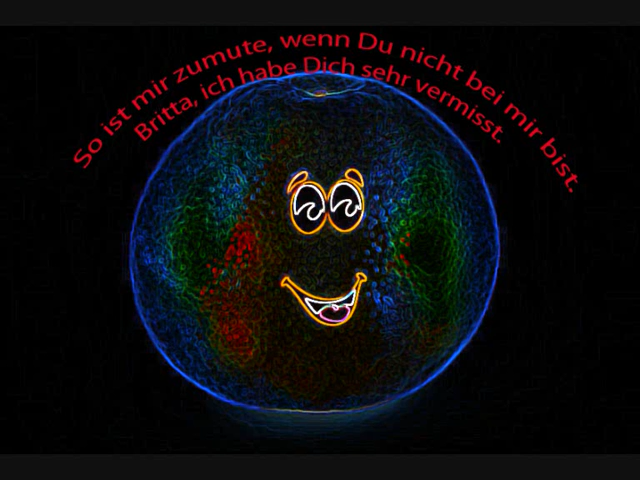 So ist mir zumute, wenn Du nicht bei mir bist.
Britta, ich habe Dich sehr vermisst.